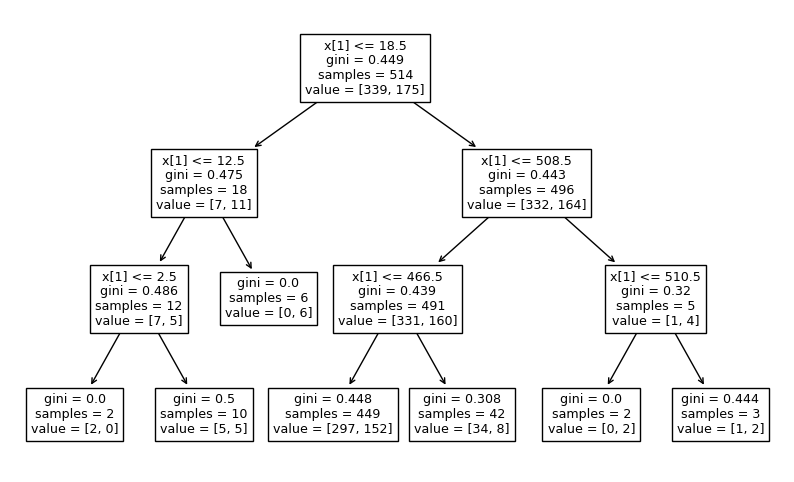 x[1] <= 18.5
gini = 0.449
samples = 514
value = [339, 175]
x[1] <= 12.5
gini = 0.475
samples = 18
value = [7, 11]
x[1] <= 508.5
gini = 0.443
samples = 496
value = [332, 164]
x[1] <= 2.5
gini = 0.486
samples = 12
value = [7, 5]
gini = 0.0
samples = 6
value = [0, 6]
x[1] <= 466.5
gini = 0.439
samples = 491
value = [331, 160]
x[1] <= 510.5
gini = 0.32
samples = 5
value = [1, 4]
gini = 0.0
samples = 2
value = [2, 0]
gini = 0.5
samples = 10
value = [5, 5]
gini = 0.448
samples = 449
value = [297, 152]
gini = 0.308
samples = 42
value = [34, 8]
gini = 0.0
samples = 2
value = [0, 2]
gini = 0.444
samples = 3
value = [1, 2]